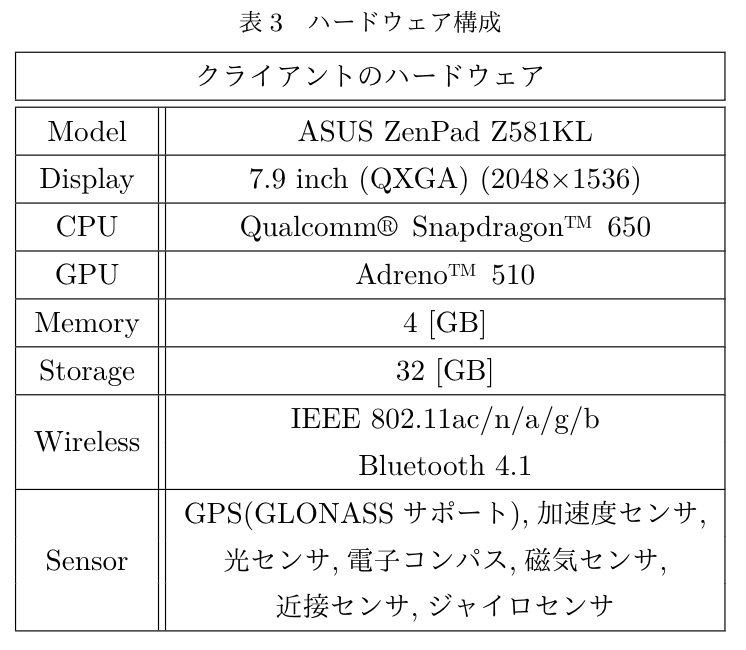 表 3　ハードウェア構成
クライアントのハードウェア
Model ASUS ZenPad Z581KL
Display 7.9 inch (QXGA) (2048×1536)
CPU Qualcomm® Snapdragon™ 650
GPU Adreno™ 510
Memory 4 [GB]
Storage 32 [GB]
Wireless IEEE 802.11ac/n/a/g/b
Bluetooth 4.1
Sensor GPS(GLONASS サポート), 加速度センサ,
光センサ, 電子コンパス, 磁気センサ,
近接センサ, ジャイロセンサ